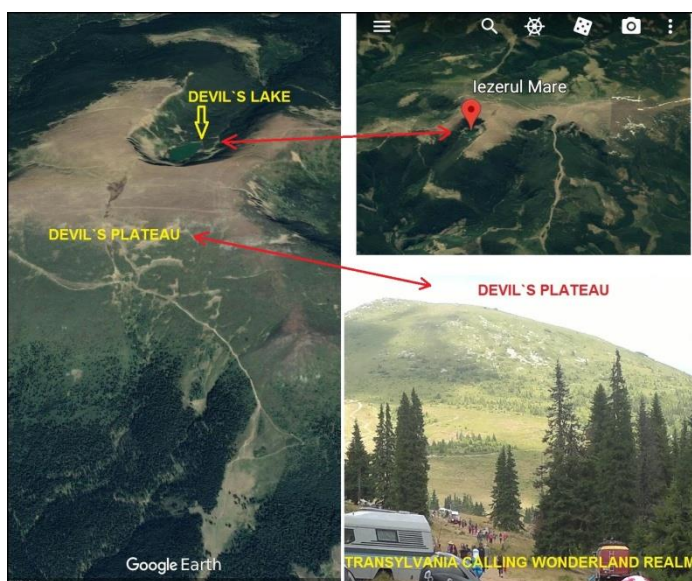 DEVIL`S LAKE
DEVIL`S PLATEAU
Google Earth
Iezerul Mare
DEVIL`S PLATEAU
TRANSYLVANIA CALLING WONDERLAND REALM